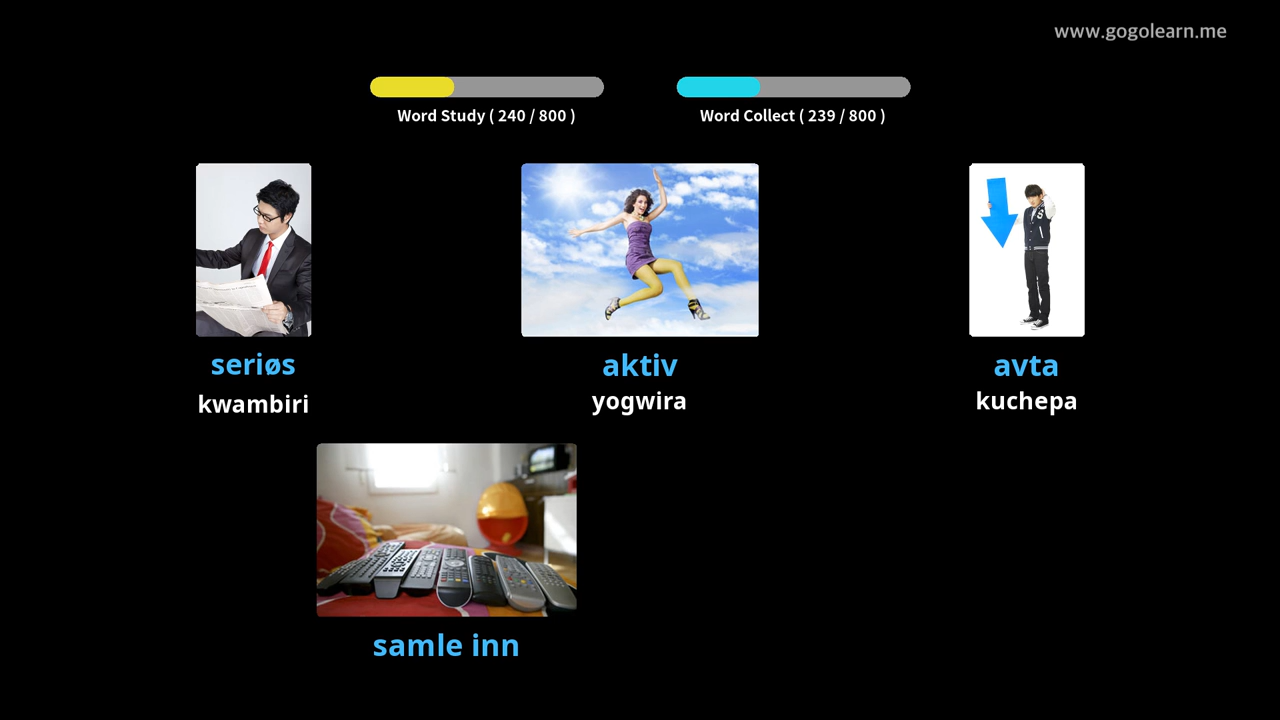 www.gogolearn.me
Word Study ( 240 / 800 )
Word Collect ( 239 / 800 )
seriøs
kwambiri
aktiv
yogwira
avta
kuchepa
samle inn